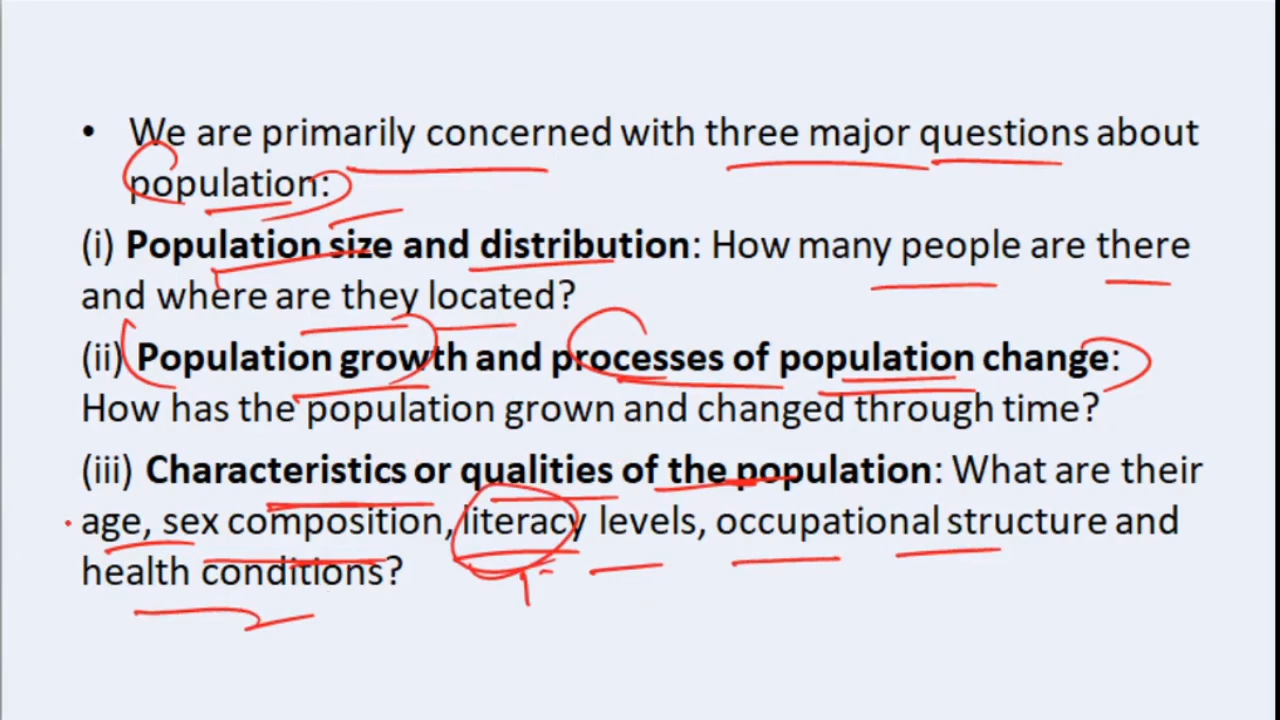 • We are primarily concerned with three major questions about
population:
(i) Population size and distribution: How many people are there
and where are they located?
(ii) Population growth and processes of population change:
How has the population grown and changed through time?
(iii) Characteristics or qualities of the population: What are their
age, sex composition, literacy levels, occupational structure and
health conditions?